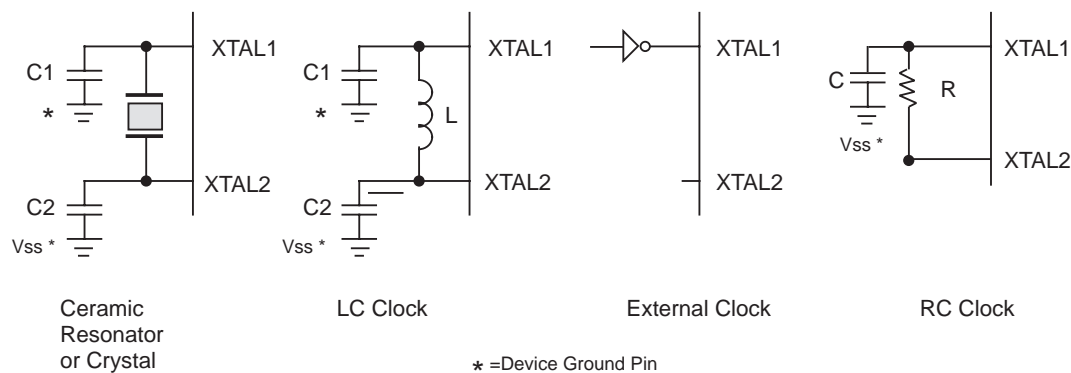 XTAL1
C1
*
XTAL2
C2
Vss *
Ceramic
Resonator
or Crystal
XTAL1
C1
*
L
XTAL2
C2
Vss *
LC Clock
XTAL1
XTAL2
External Clock
XTAL1
C
R
Vss *
XTAL2
RC Clock
* =Device Ground Pin